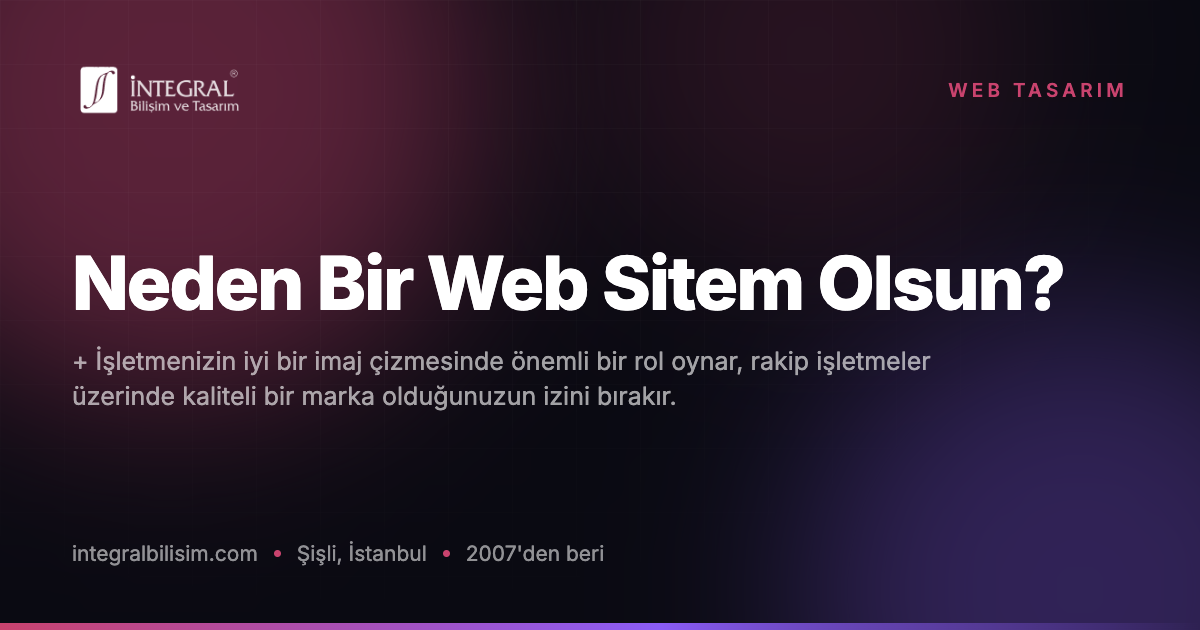 İNTEGRAL®
Bilişim ve Tasarım
WEB TASARIM
Neden Bir Web Sitem Olsun?
+ İşletmenizin iyi bir imaj çizmesinde önemli bir rol oynar, rakip işletmeler
üzerinde kaliteli bir marka olduğunuzun izini bırakır.
integralbilisim.com • Şişli, İstanbul • 2007'den beri